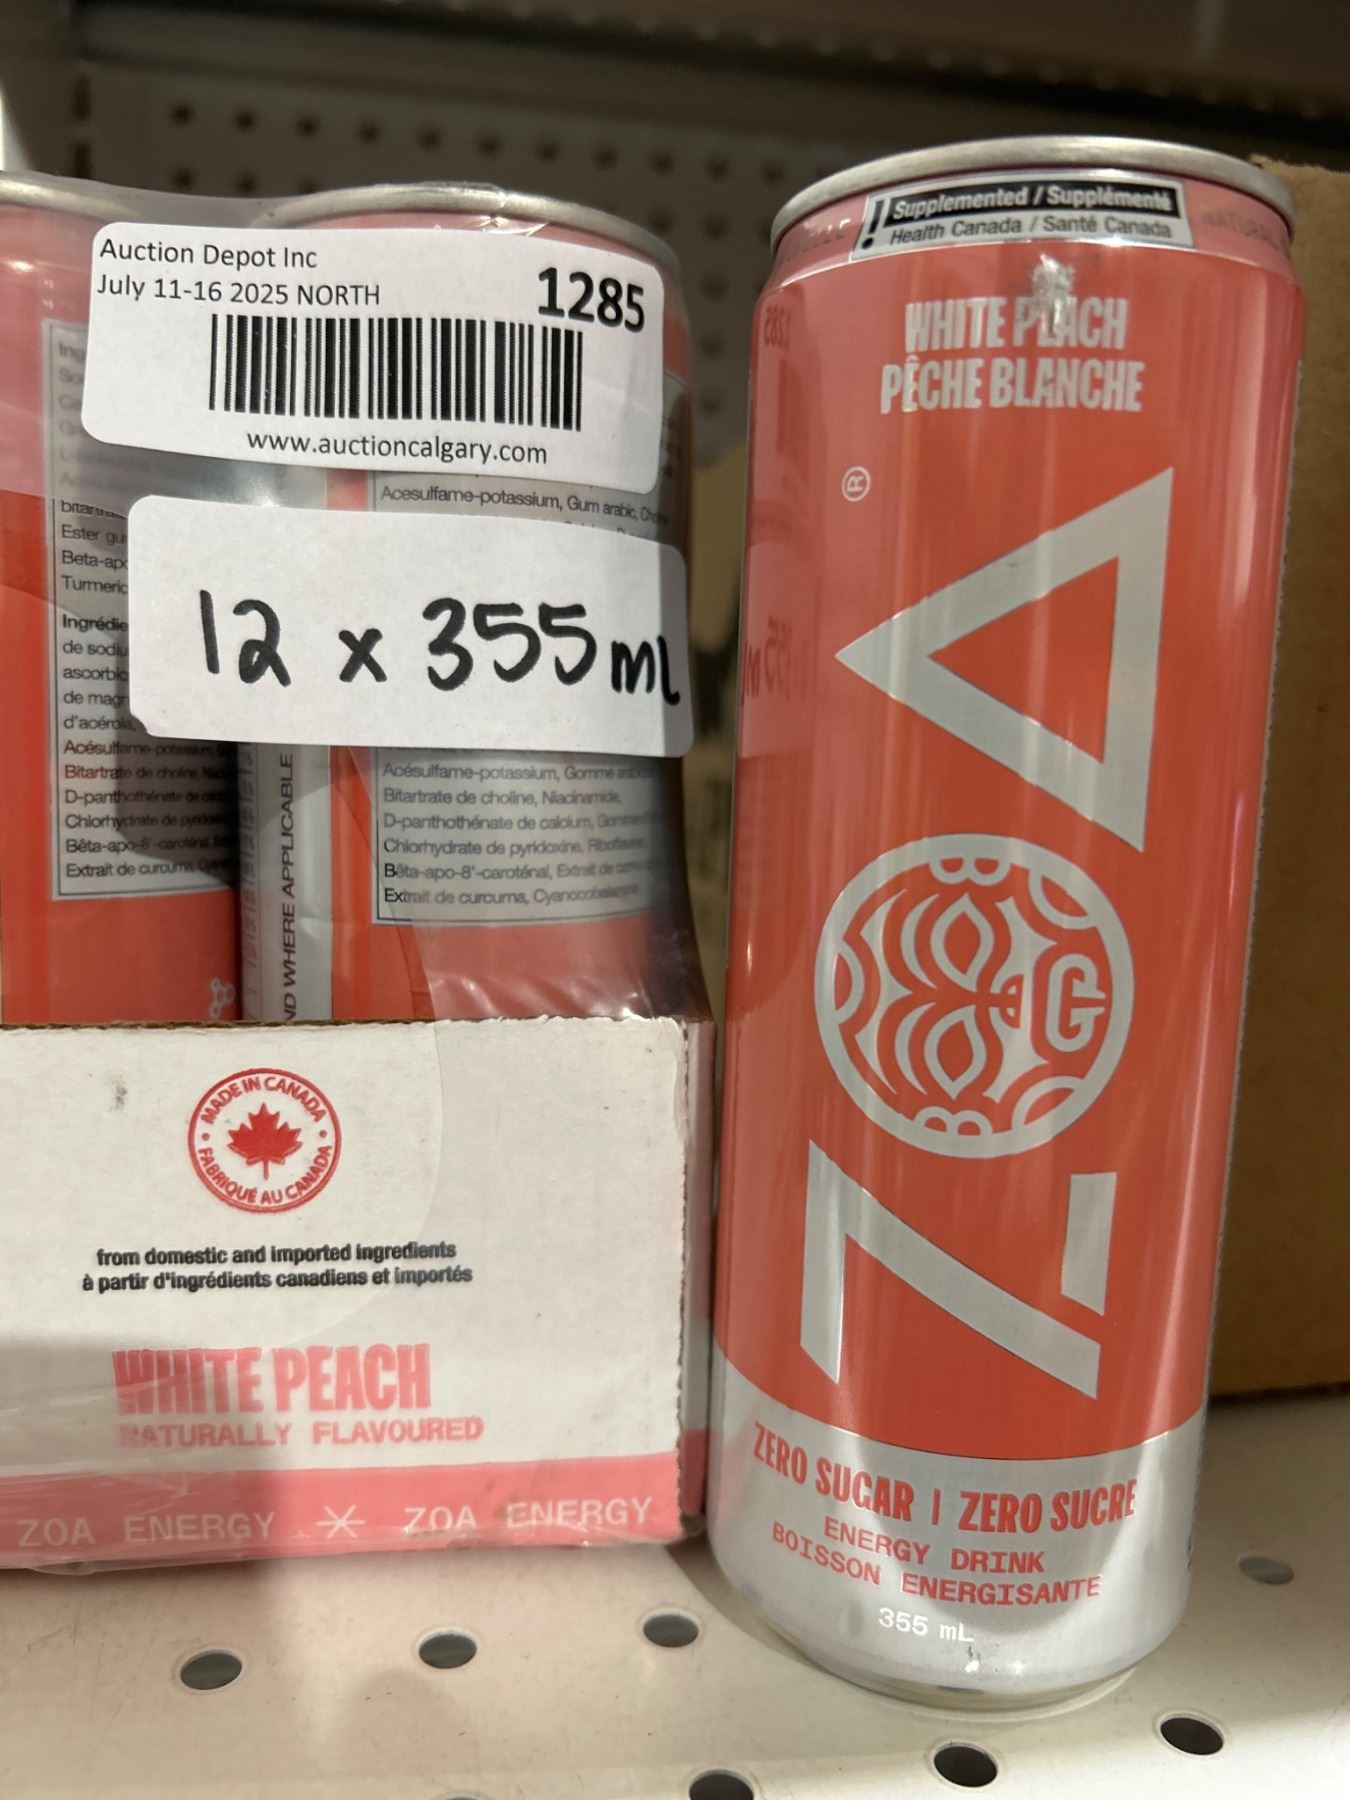 Auction Depot Inc
July 11-16 2025 NORTH
1285
www.auctioncalgary.com
12 x 355 mL
Acesulfame-potassium, Gum arabic,
Ester gu
Beta-apo
Turmeric
Ingrédie
de sodiu
ascorbic
de mag
d'acérola,
Acésulfame-potassium,
Bitartrate de choline,
D-panthothénate de
Chlorhydrate de
Bêta-apo-8'-caroténal,
Extrait de curcuma,
ND WHERE APPLICABLE
Acésulfame-potassium, Gomme arabi
Bitartrate de choline, Niacinamide,
D-panthothénate de calcium,
Chlorhydrate de pyridoxine, Riboflavine,
Bêta-apo-8'-caroténal, Extrait de
Extrait de curcuma, Cyanocobalamine
MADE IN CANADA
FABRIQUÉ AU CANADA
from domestic and imported ingredients
à partir d'ingrédients canadiens et importés
WHITE PEACH
NATURALLY FLAVOURED
ZOA ENERGY ZOA ENERGY
Supplemented / Supplémenté
Health Canada / Santé Canada
WHITE PEACH
PÊCHE BLANCHE
ZOA®
ZERO SUGAR | ZERO SUCRE
ENERGY DRINK
BOISSON ENERGISANTE
355 mL